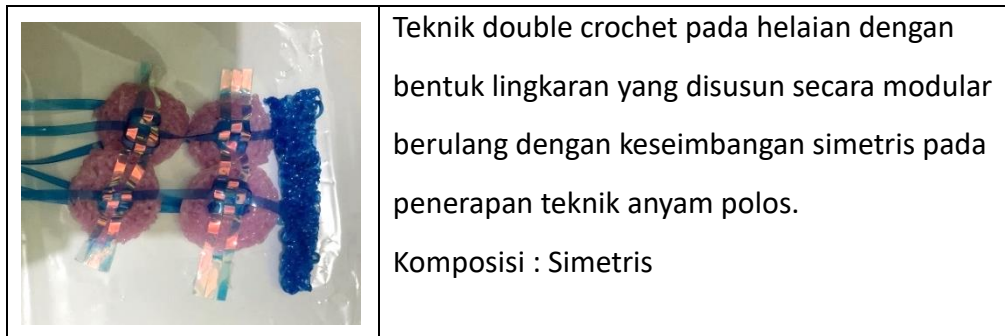 Teknik double crochet pada helaian dengan
bentuk lingkaran yang disusun secara modular
berulang dengan keseimbangan simetris pada
penerapan teknik anyam polos.
Komposisi : Simetris